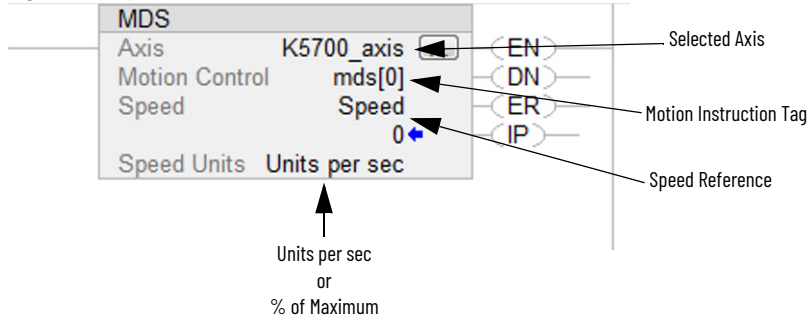 MDS
Axis K5700_axis EN
Motion Control mds[0] DN
Speed Speed ER
0 IP
Speed Units Units per sec
Selected Axis
Motion Instruction Tag
Speed Reference
Units per sec
or
% of Maximum